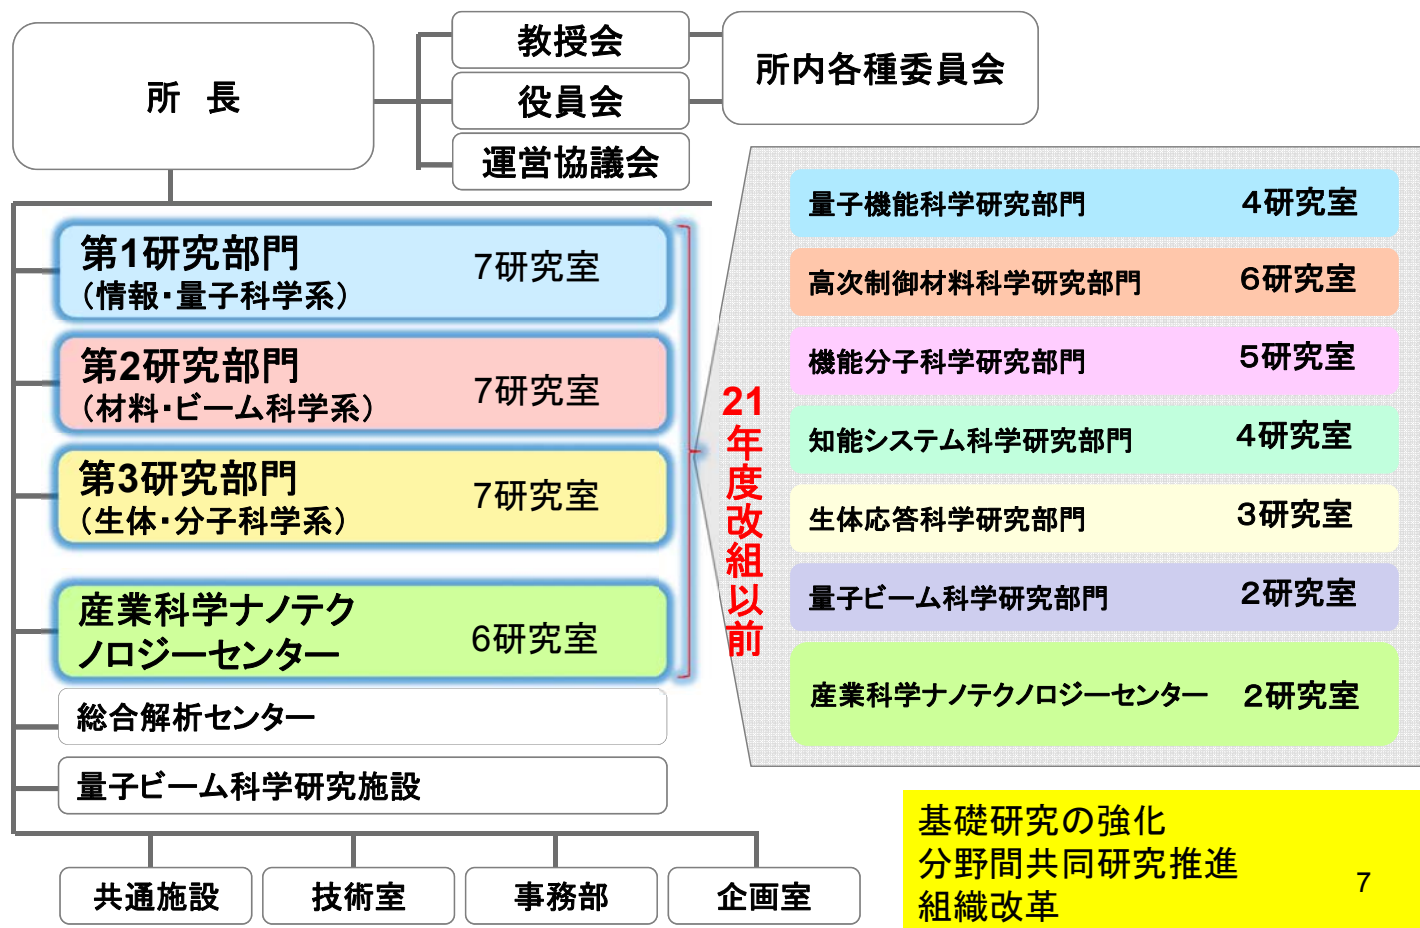 所 長
教授会
役員会
運営協議会
所内各種委員会
第1研究部門
（情報・量子科学系）
7研究室
第2研究部門
（材料・ビーム科学系）
7研究室
第3研究部門
（生体・分子科学系）
7研究室
産業科学ナノテク
ノロジーセンター
6研究室
総合解析センター
量子ビーム科学研究施設
共通施設
技術室
事務部
企画室
21年度改組以前
量子機能科学研究部門 4研究室
高次制御材料科学研究部門 6研究室
機能分子科学研究部門 5研究室
知能システム科学研究部門 4研究室
生体応答科学研究部門 3研究室
量子ビーム科学研究部門 2研究室
産業科学ナノテクノロジーセンター 2研究室
基礎研究の強化
分野間共同研究推進
組織改革
7